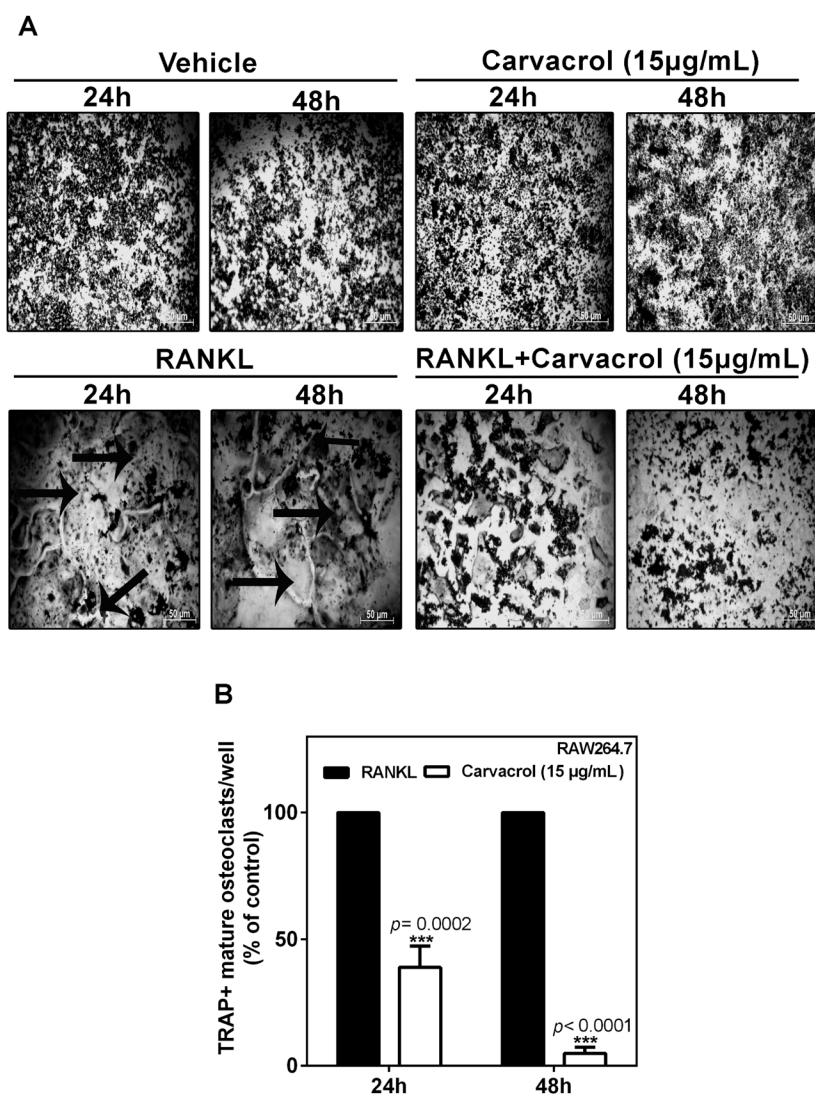 A
Vehicle
Carvacrol (15µg/mL)
24h
48h
24h
48h
50 µm
50 µm
50 µm
50 µm
RANKL
RANKL+Carvacrol (15µg/mL)
24h
48h
24h
48h
50 µm
50 µm
50 µm
50 µm
B
RAW264.7
RANKL
Carvacrol (15 µg/mL)
TRAP+ mature osteoclasts/well
(% of control)
100
50
0
p= 0.0002
***
p< 0.0001
***
24h
48h